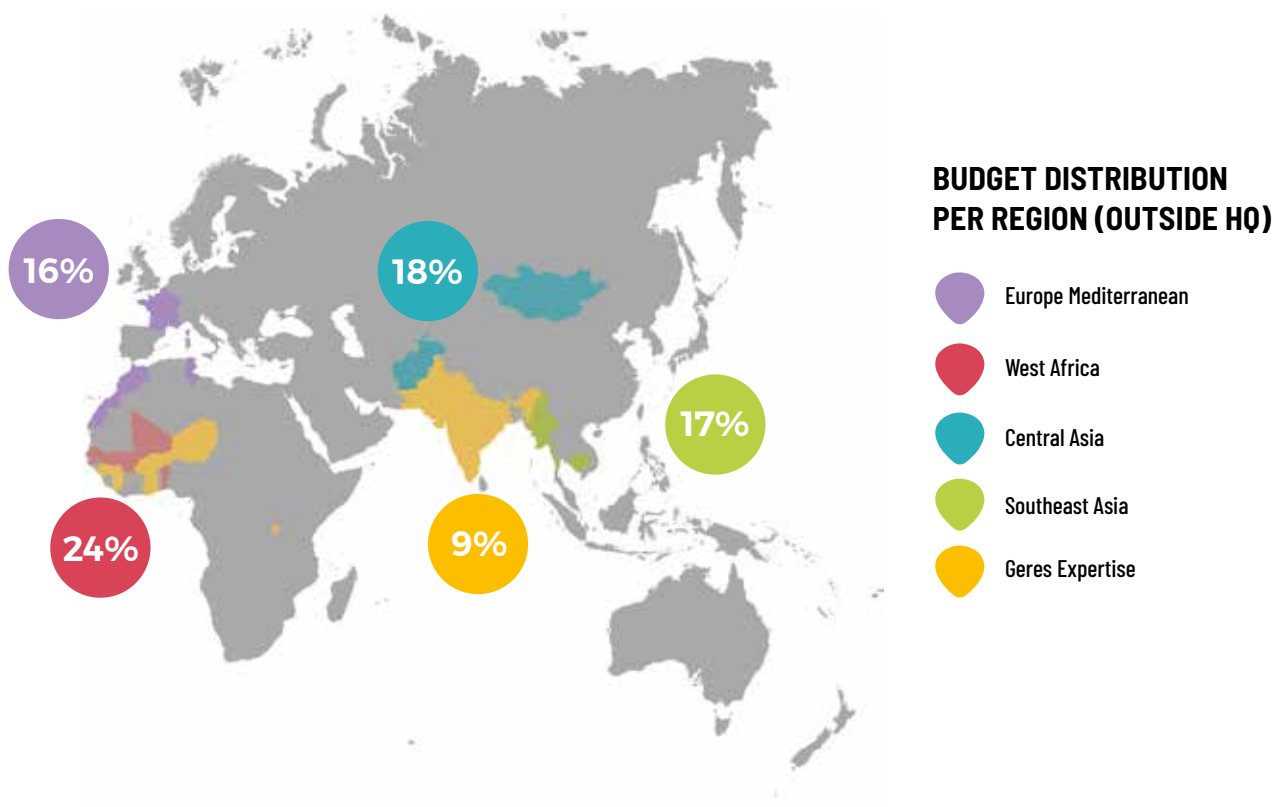 BUDGET DISTRIBUTION
PER REGION (OUTSIDE HQ)
16%
18%
17%
24%
9%
Europe Mediterranean
West Africa
Central Asia
Southeast Asia
Geres Expertise